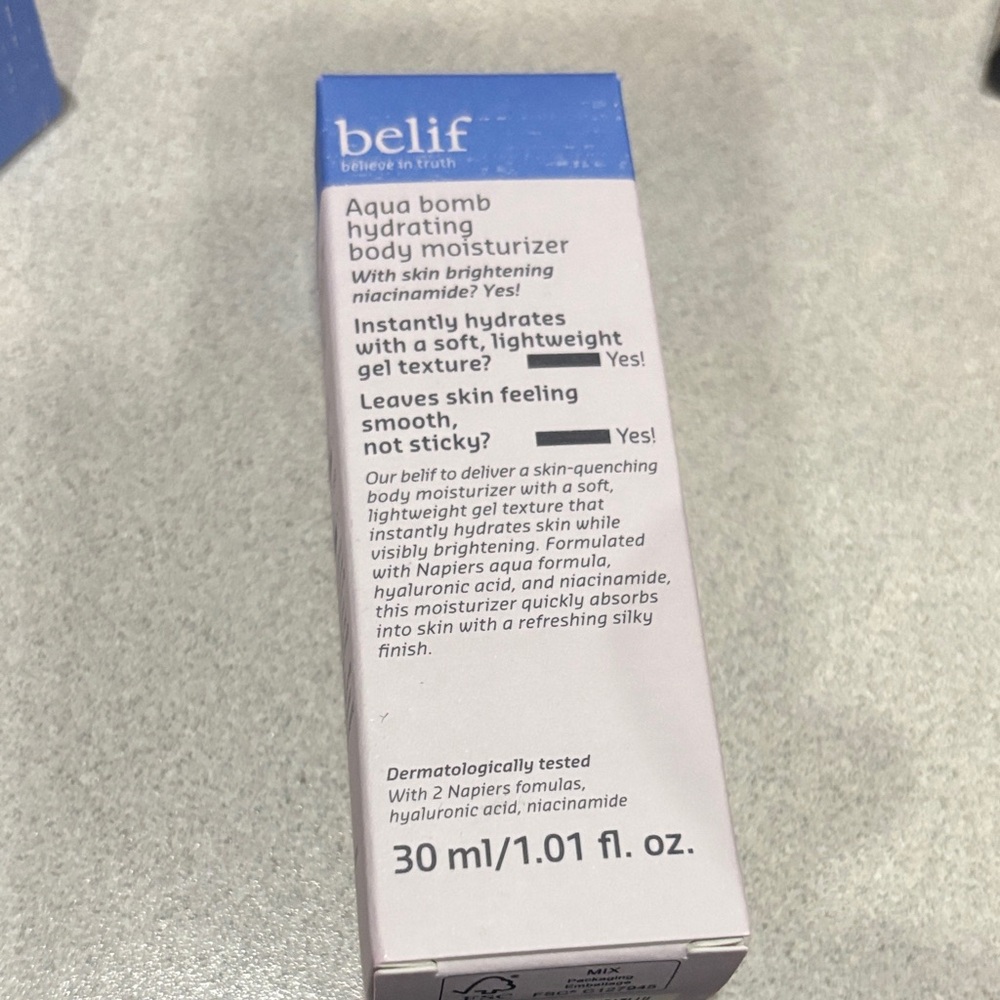 belif
believe in truth
Aqua bomb
hydrating
body moisturizer
With skin brightening
niacinamide? Yes!
Instantly hydrates
with a soft, lightweight
gel texture? Yes!
Leaves skin feeling
smooth,
not sticky? Yes!
Our belif to deliver a skin-quenching
body moisturizer with a soft,
lightweight gel texture that
instantly hydrates skin while
visibly brightening. Formulated
with Napiers aqua formula,
hyaluronic acid, and niacinamide,
this moisturizer quickly absorbs
into skin with a refreshing silky
finish.
Dermatologically tested
With 2 Napiers fomulas,
hyaluronic acid, niacinamide
30 ml/1.01 fl. oz.
MIX
Packaging
Emballage
FSC® C127945